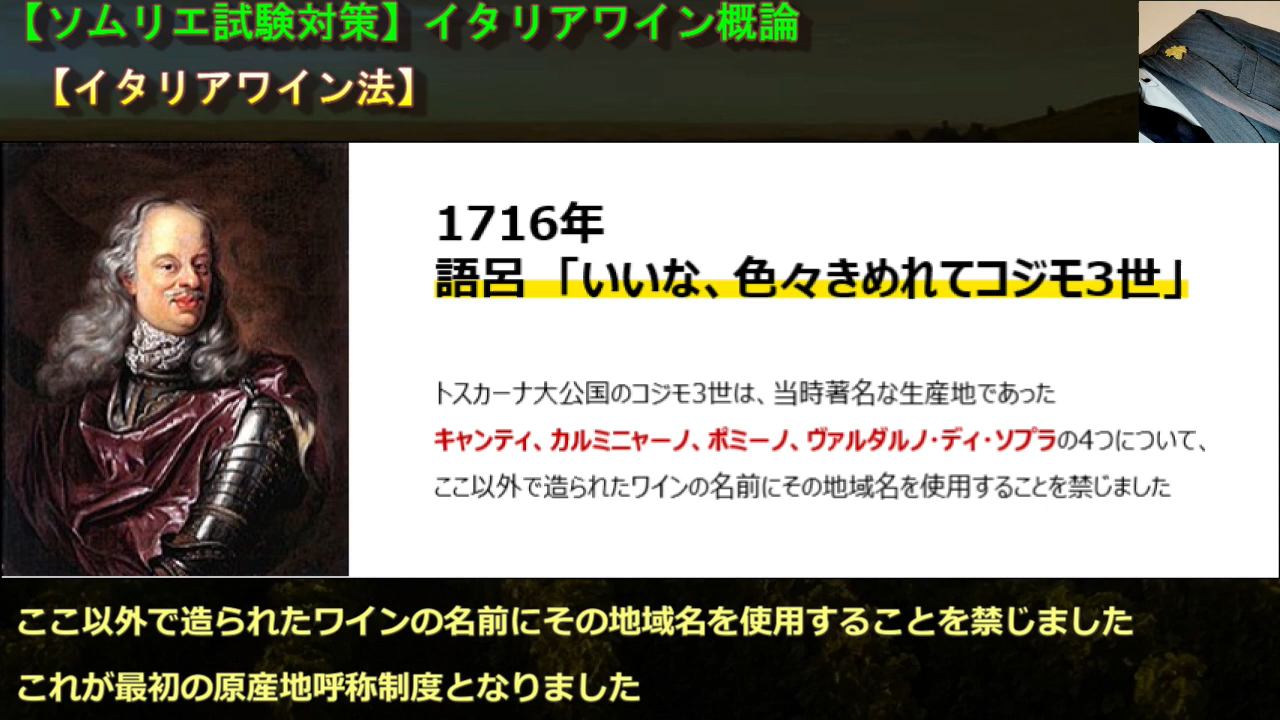 【ソムリエ試験対策】イタリアワイン概論
【イタリアワイン法】
1716年
語呂 「いいな、色々きめれてコジモ3世」
トスカーナ大公国のコジモ3世は、当時著名な生産地であった
キャンティ、カルミニャーノ、ポミーノ、ヴァルダルノ・ディ・ソプラの4つについて、
ここ以外で造られたワインの名前にその地域名を使用することを禁じました
ここ以外で造られたワインの名前にその地域名を使用することを禁じました
これが最初の原産地呼称制度となりました